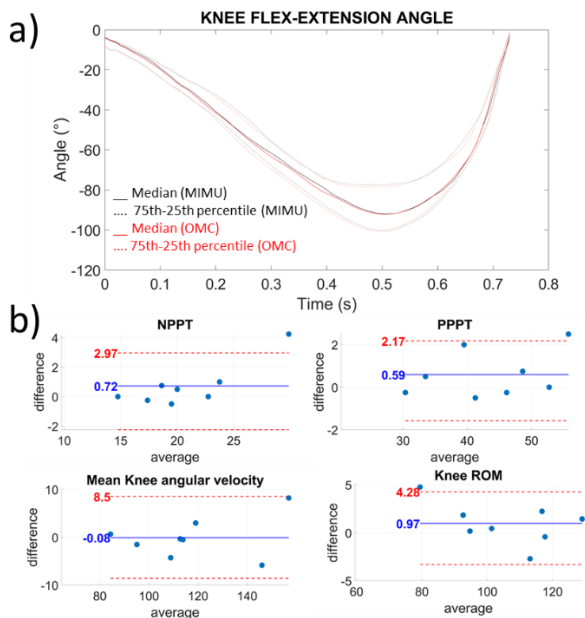 a)
KNEE FLEX-EXTENSION ANGLE
0
-20
-40
-60
-80
-100
-120
Angle (°)
__ Median (MIMU)
.... 75th-25th percentile (MIMU)
__ Median (OMC)
.... 75th-25th percentile (OMC)
0 0.1 0.2 0.3 0.4 0.5 0.6 0.7 0.8
Time (s)
b)
NPPT
difference
4
2
0
-2
2.97
0.72
10 15 20 25
average
PPPT
difference
2
0
-2
2.17
0.59
20 30 40 50
average
Mean Knee angular velocity
difference
10
0
-10
8.5
-0.08
80 100 120 140
average
Knee ROM
difference
5
0
-5
4.28
0.97
60 80 100 120
average